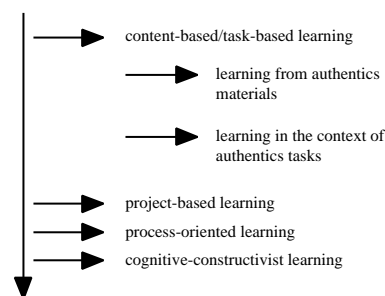 content-based/task-based learning
learning from authentics
materials
learning in the context of
authentics tasks
project-based learning
process-oriented learning
cognitive-constructivist learning